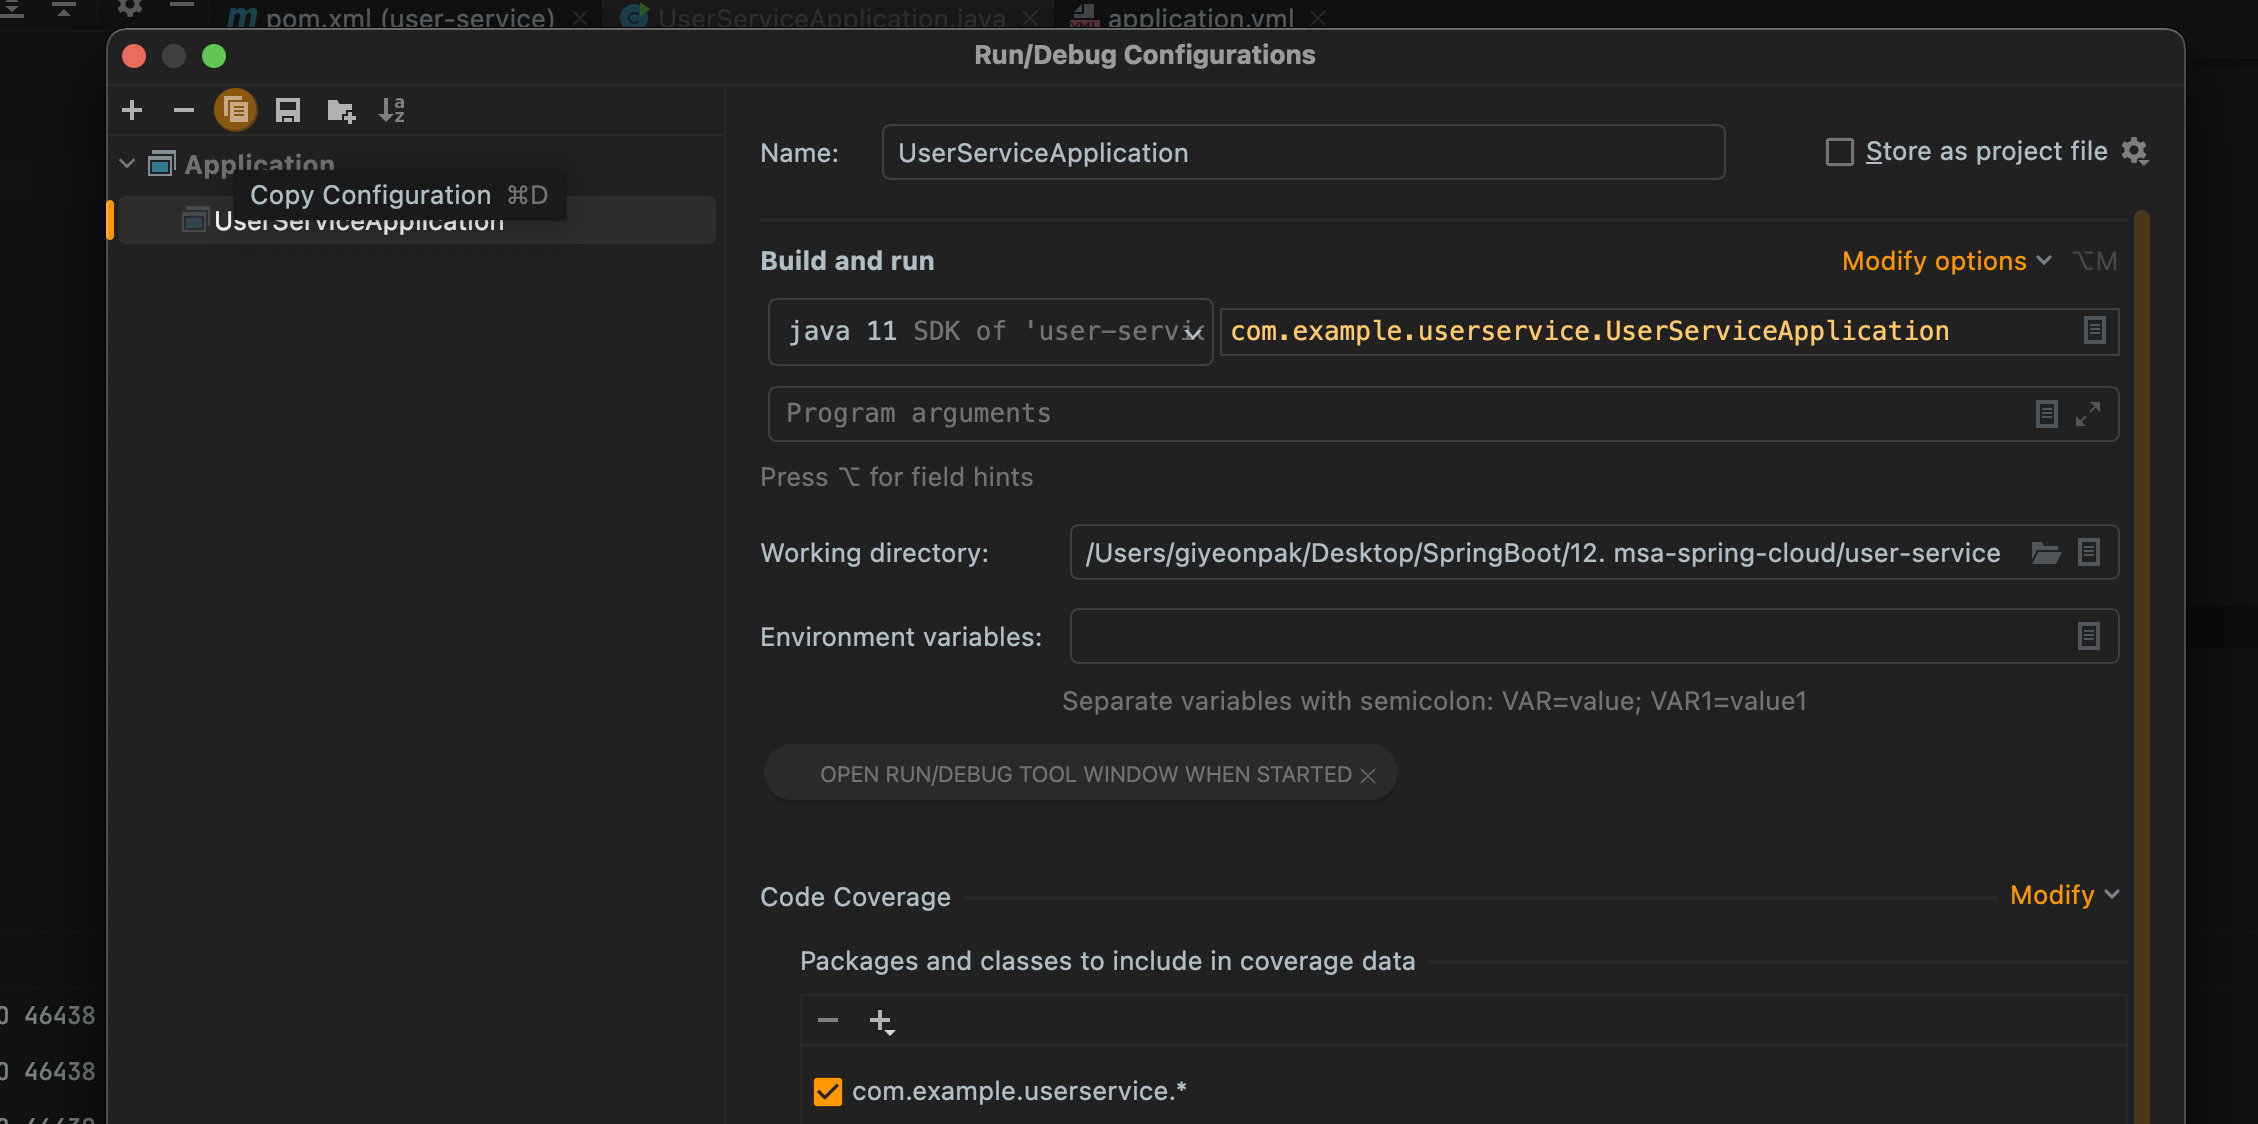 pom.xml (user-service)
UserServiceApplication.java
application.yml
Run/Debug Configurations
Application
Copy Configuration ⌘D
UserServiceApplication
Name:
UserServiceApplication
Store as project file
Build and run
Modify options
⌥M
java 11 SDK of 'user-servic
com.example.userservice.UserServiceApplication
Program arguments
Press ⌥ for field hints
Working directory:
/Users/giyeonpak/Desktop/SpringBoot/12. msa-spring-cloud/user-service
Environment variables:
Separate variables with semicolon: VAR=value; VAR1=value1
OPEN RUN/DEBUG TOOL WINDOW WHEN STARTED
Code Coverage
Modify
Packages and classes to include in coverage data
0 46438
com.example.userservice.*
0 46438